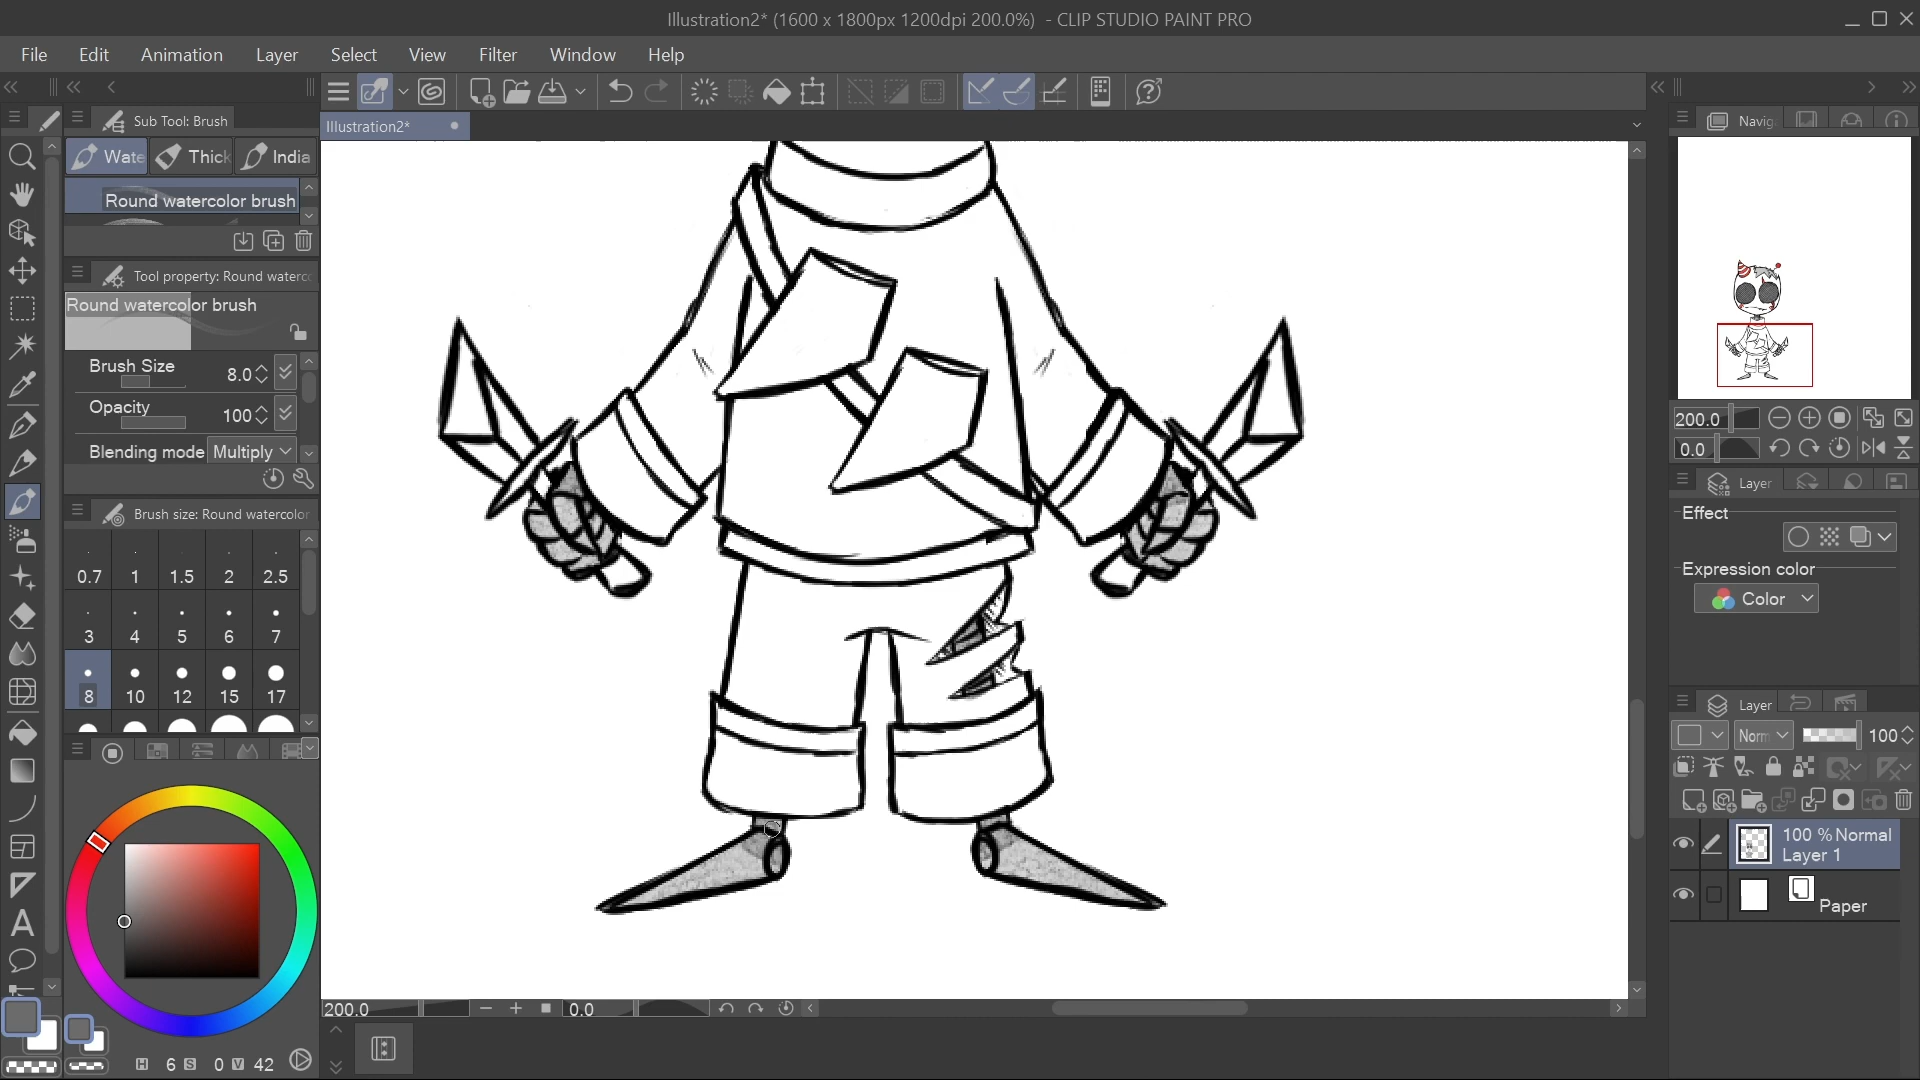 Illustration2* (1600 x 1800px 1200dpi 200.0%) - CLIP STUDIO PAINT PRO
File Edit Animation Layer Select View Filter Window Help
Sub Tool: Brush
Illustration2*
Navig
Wate Thick India
Round watercolor brush
Tool property: Round waterc
Round watercolor brush
Brush Size 8.0
Opacity 100
Blending mode Multiply
200.0
0.0
Layer
Brush size: Round watercolor
Effect
0.7 1 1.5 2 2.5
Expression color
Color
3 4 5 6 7
8 10 12 15 17
Layer
Norm 100
100 % Normal
Layer 1
Paper
A
200.0 0.0
H 6 S 0 V 42